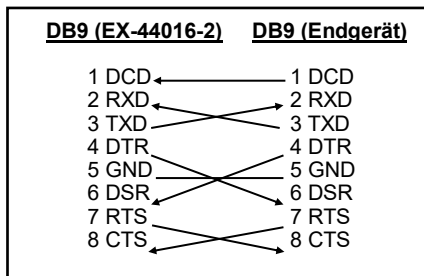 DB9 (EX-44016-2) DB9 (Endgerät)
1 DCD 1 DCD
2 RXD 2 RXD
3 TXD 3 TXD
4 DTR 4 DTR
5 GND 5 GND
6 DSR 6 DSR
7 RTS 7 RTS
8 CTS 8 CTS